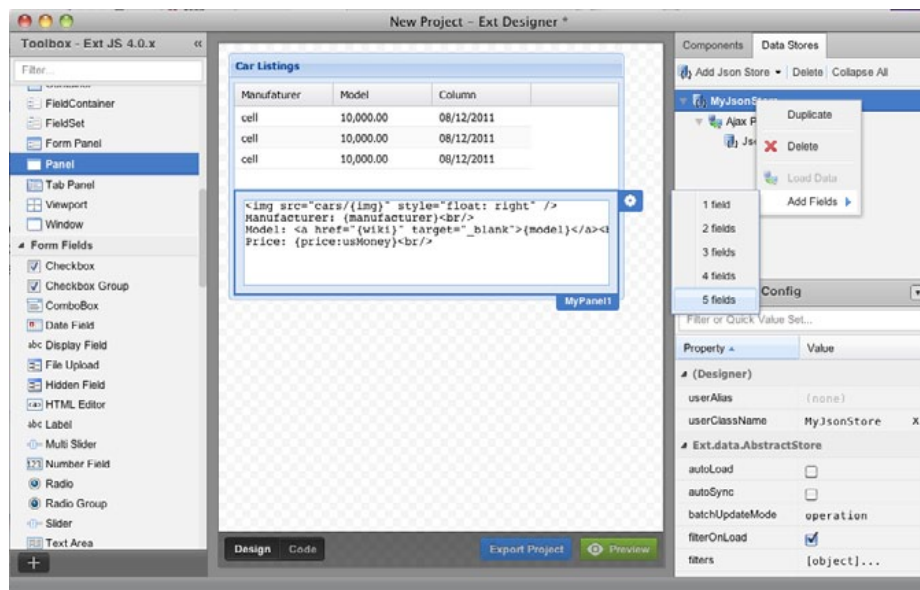 New Project - Ext Designer *
Toolbox - Ext JS 4.0.x «
Filter...
FieldContainer
FieldSet
Form Panel
Panel
Tab Panel
Viewport
Window
Form Fields
Checkbox
Checkbox Group
ComboBox
Date Field
abc Display Field
File Upload
Hidden Field
HTML Editor
abc Label
Multi Slider
123 Number Field
Radio
Radio Group
Slider
Text Area
Car Listings
Manufaturer Model Column
cell 10,000.00 08/12/2011
cell 10,000.00 08/12/2011
cell 10,000.00 08/12/2011
<img src="cars/{img}" style="float: right" />
Manufacturer: {manufacturer}<br/>
Model: <a href="{wiki}" target="_blank">{model}</a><b
Price: {price:usMoney}<br/>
MyPanel1
Design Code Export Project Preview
Components Data Stores
Add Json Store Delete Collapse All
MyJsonStore
Ajax P
Js
Duplicate
Delete
Load Data
Add Fields
1 field
2 fields
3 fields
4 fields
5 fields
Config
Filter or Quick Value Set...
Property Value
(Designer)
userAlias (none)
userClassName MyJsonStore x
Ext.data.AbstractStore
autoLoad
autoSync
batchUpdateMode operation
filterOnLoad
filters [object]...